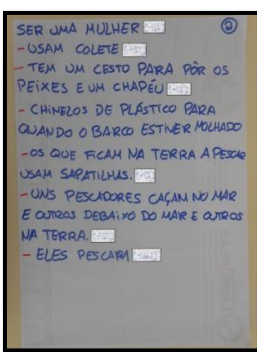 SER UMA MULHER ②
- USAM COLETE
- TEM UM CESTO PARA PÔR OS
PEIXES E UM CHAPÉU
- CHINELOS DE PLÁSTICO PARA
QUANDO O BARCO ESTIVER MOLHADO
- OS QUE FICAM NA TERRA A PESCAR
USAM SAPATILHAS.
- UNS PESCADORES CAÇAM NO MAR
E OUTROS DEBAIXO DO MAR E OUTROS
NA TERRA.
- ELES PESCAM